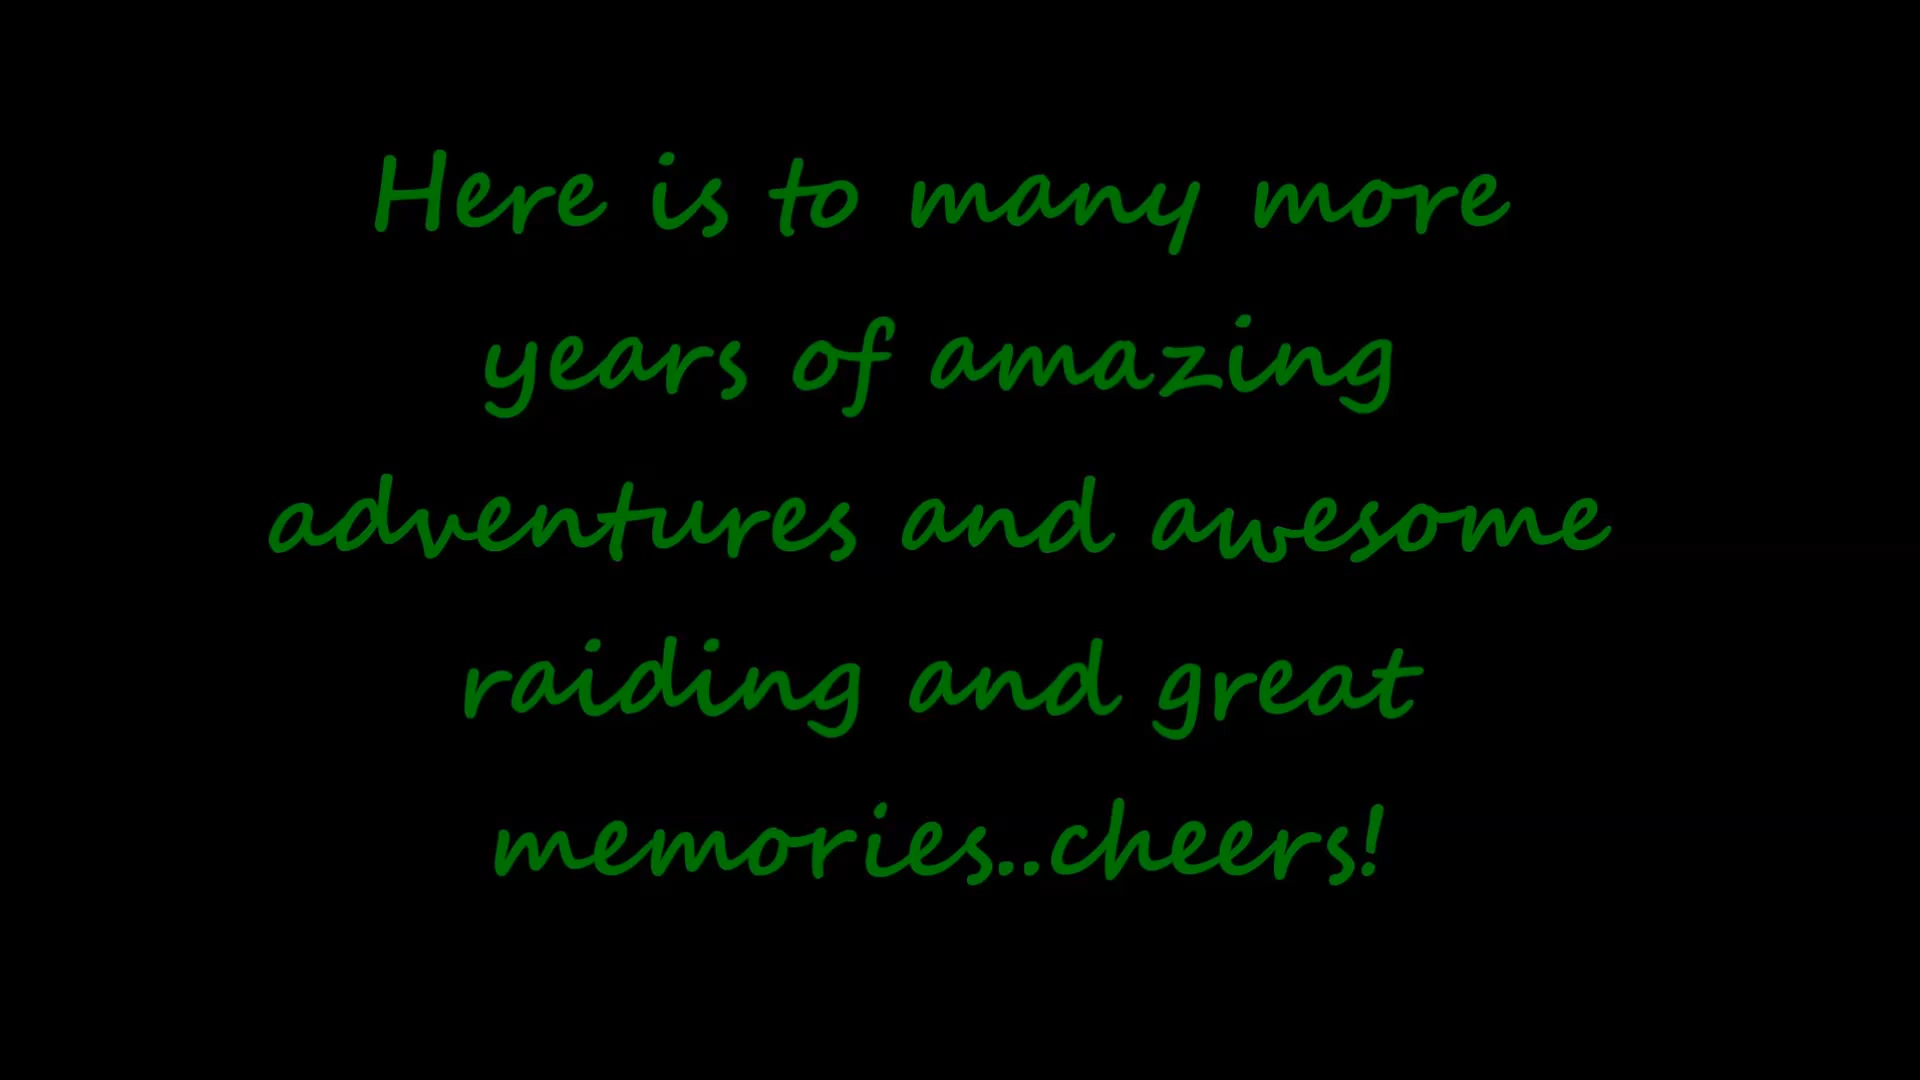 Here is to many more
years of amazing
adventures and awesome
raiding and great
memories..cheers!